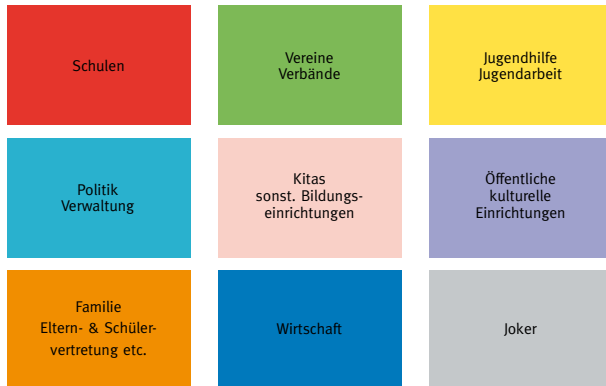 Schulen
Vereine
Verbände
Jugendhilfe
Jugendarbeit
Politik
Verwaltung
Kitas
sonst. Bildungs-
einrichtungen
Öffentliche
kulturelle
Einrichtungen
Familie
Eltern- & Schüler-
vertretung etc.
Wirtschaft
Joker